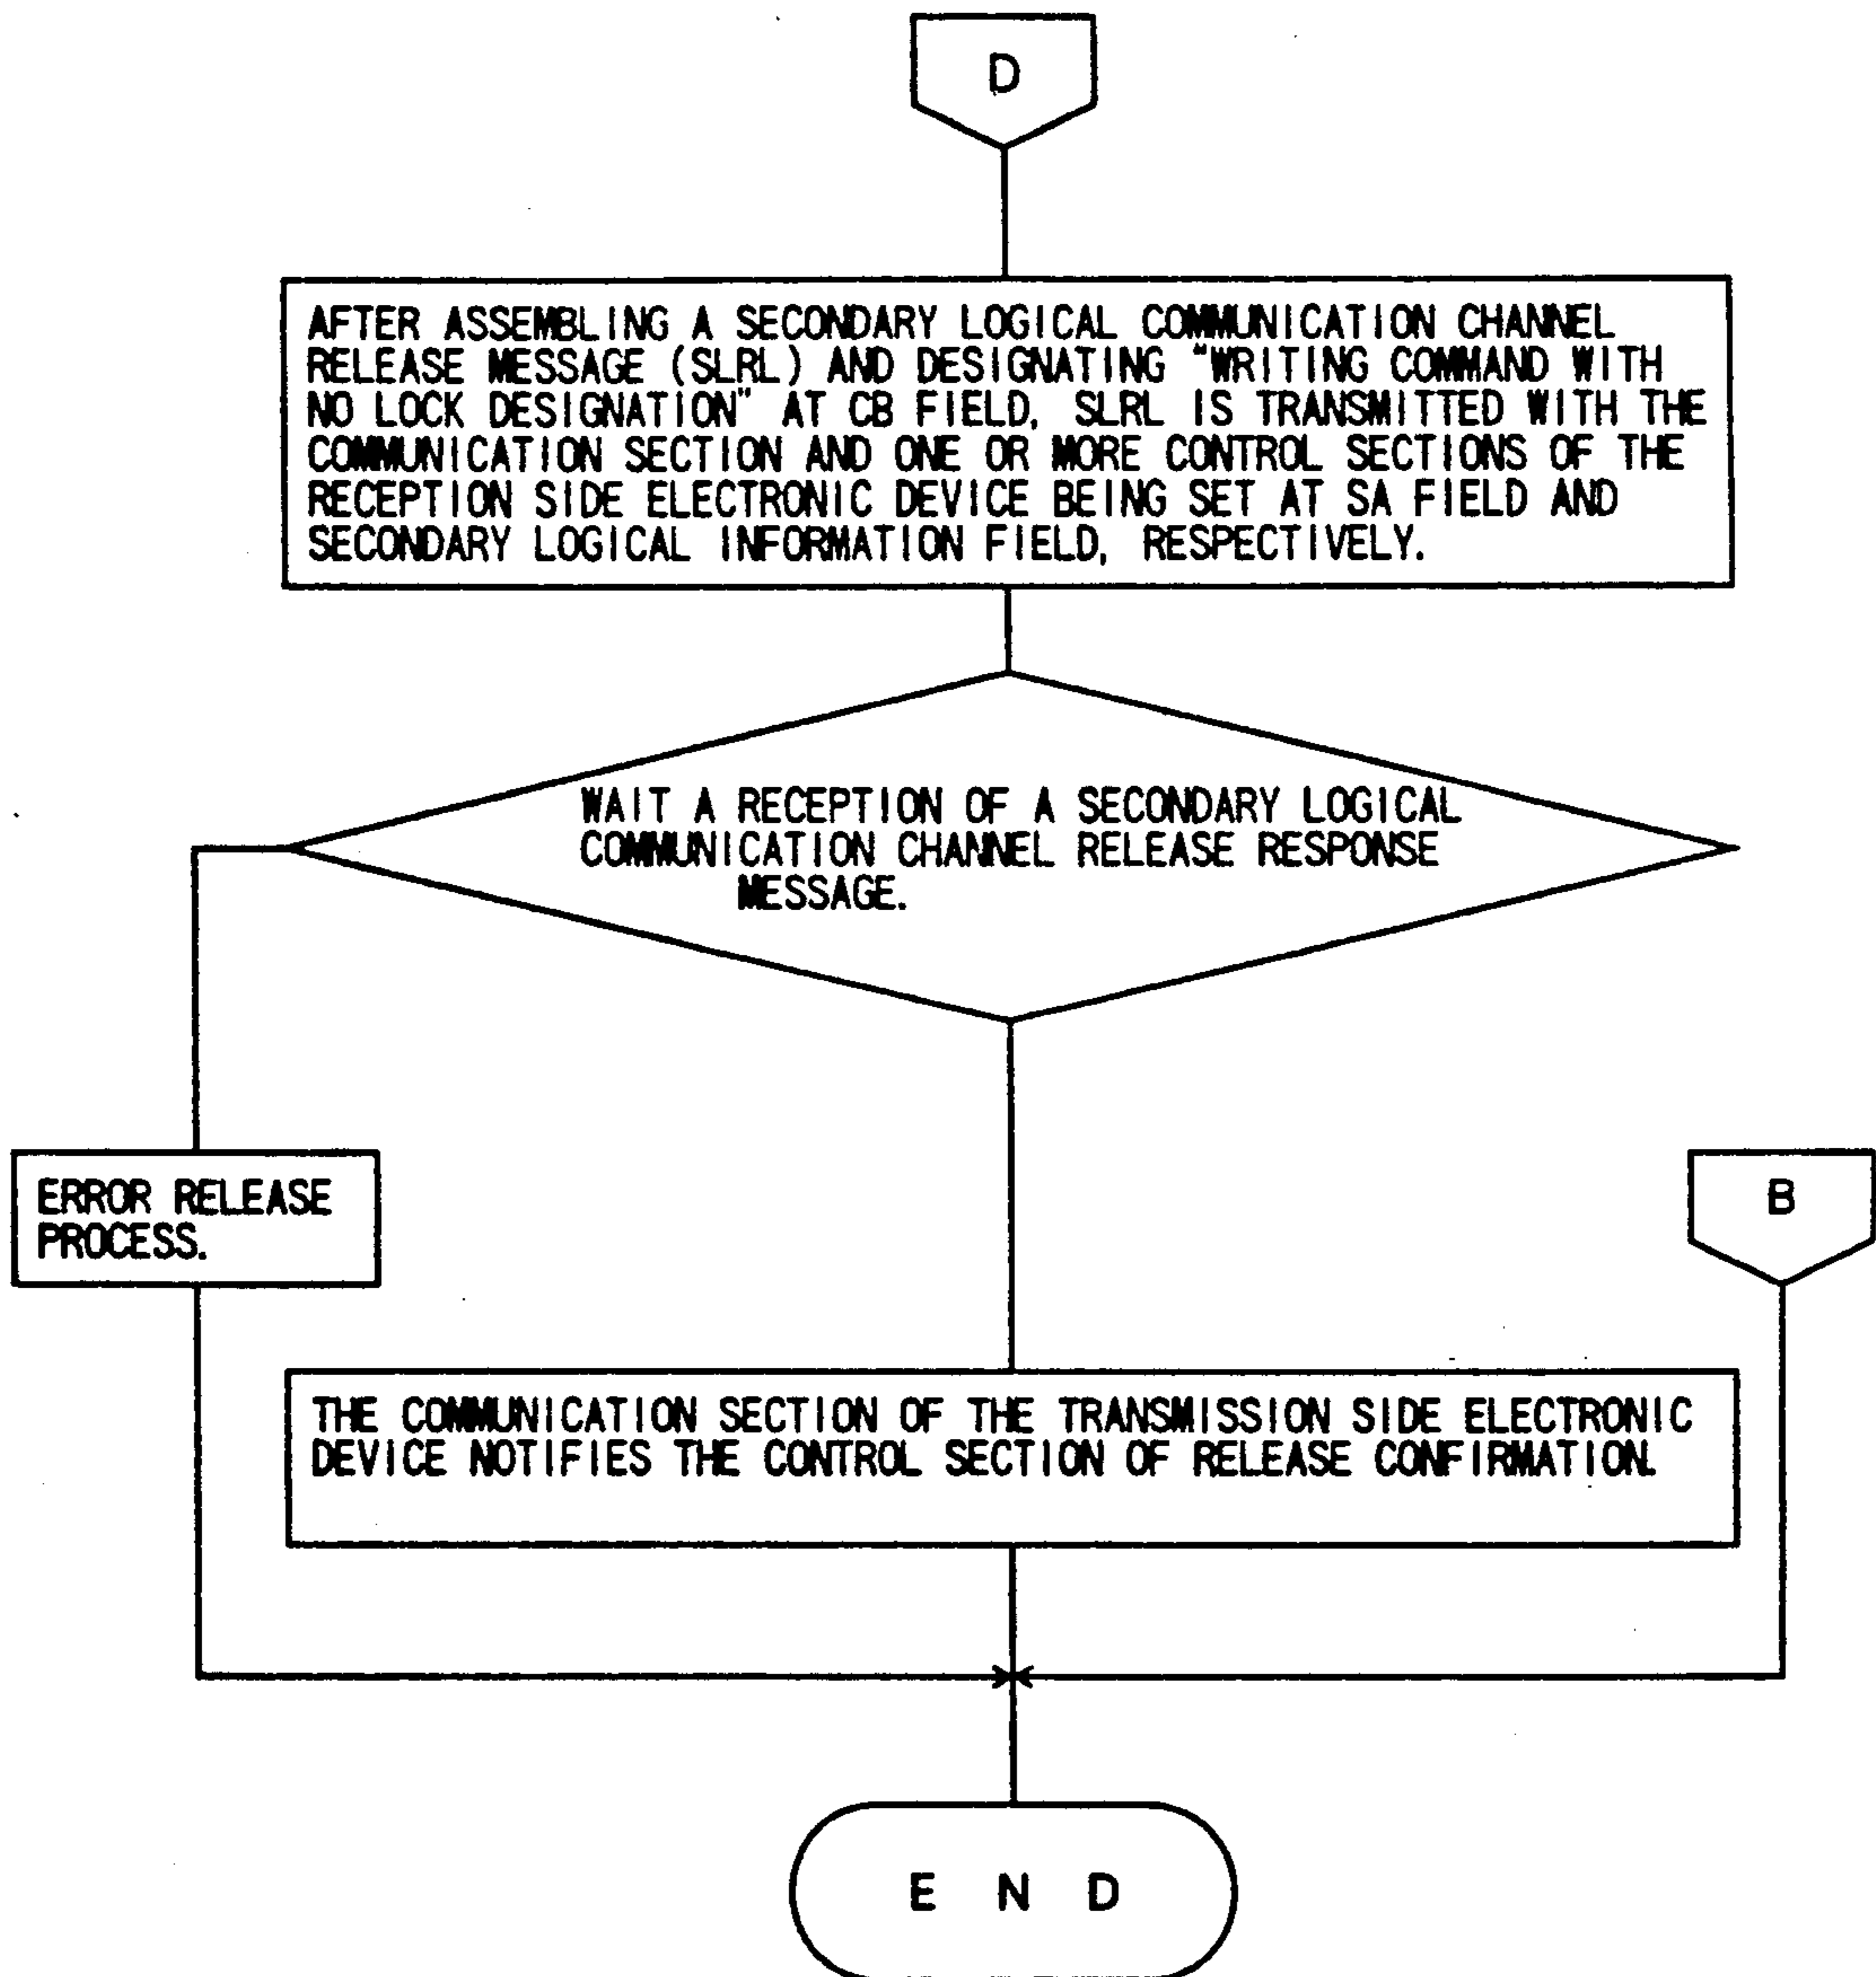 D
AFTER ASSEMBLING A SECONDARY LOGICAL COMMUNICATION CHANNEL
RELEASE MESSAGE (SLRL) AND DESIGNATING "WRITING COMMAND WITH
NO LOCK DESIGNATION" AT CB FIELD, SLRL IS TRANSMITTED WITH THE
COMMUNICATION SECTION AND ONE OR MORE CONTROL SECTIONS OF THE
RECEPTION SIDE ELECTRONIC DEVICE BEING SET AT SA FIELD AND
SECONDARY LOGICAL INFORMATION FIELD, RESPECTIVELY.
WAIT A RECEPTION OF A SECONDARY LOGICAL
COMMUNICATION CHANNEL RELEASE RESPONSE
MESSAGE.
ERROR RELEASE
PROCESS.
B
THE COMMUNICATION SECTION OF THE TRANSMISSION SIDE ELECTRONIC
DEVICE NOTIFIES THE CONTROL SECTION OF RELEASE CONFIRMATION.
E N D